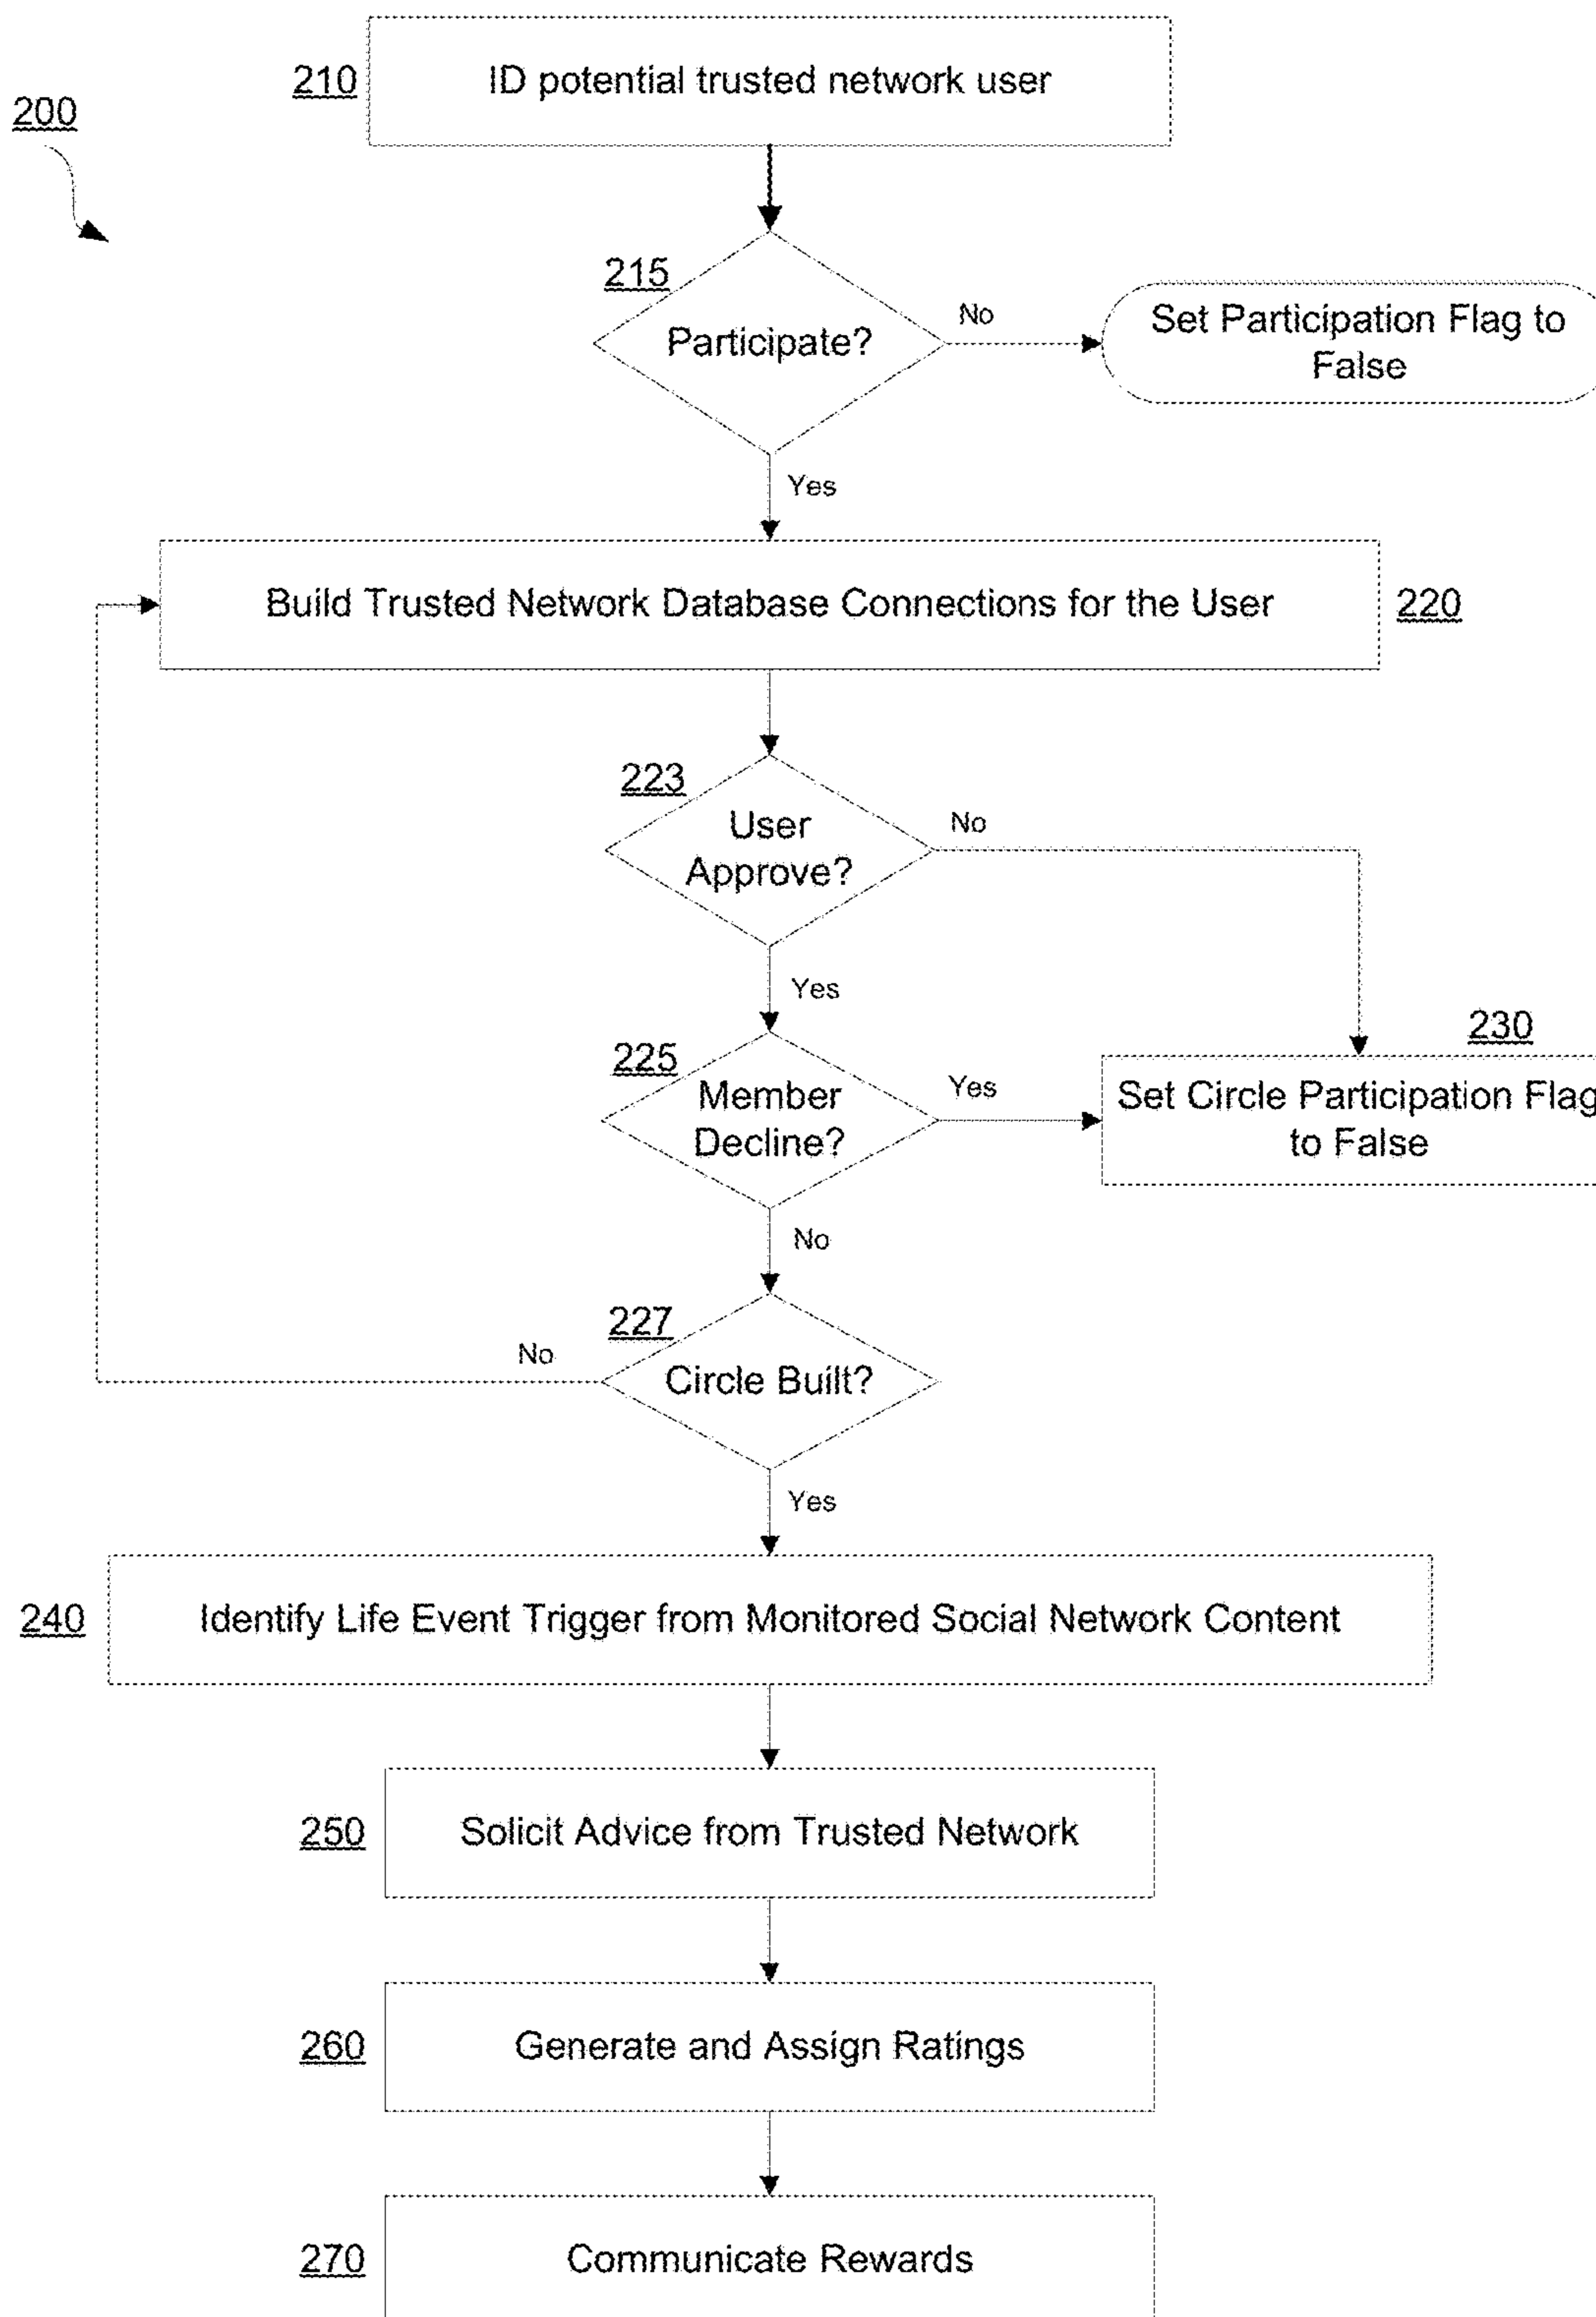 210
ID potential trusted network user
200
215
Participate?
No
Set Participation Flag to
False
Yes
Build Trusted Network Database Connections for the User
220
223
User
Approve?
No
Yes
230
225
Member
Decline?
Yes
Set Circle Participation Flag
to False
No
227
Circle Built?
No
Yes
240
Identify Life Event Trigger from Monitored Social Network Content
250
Solicit Advice from Trusted Network
260
Generate and Assign Ratings
270
Communicate Rewards